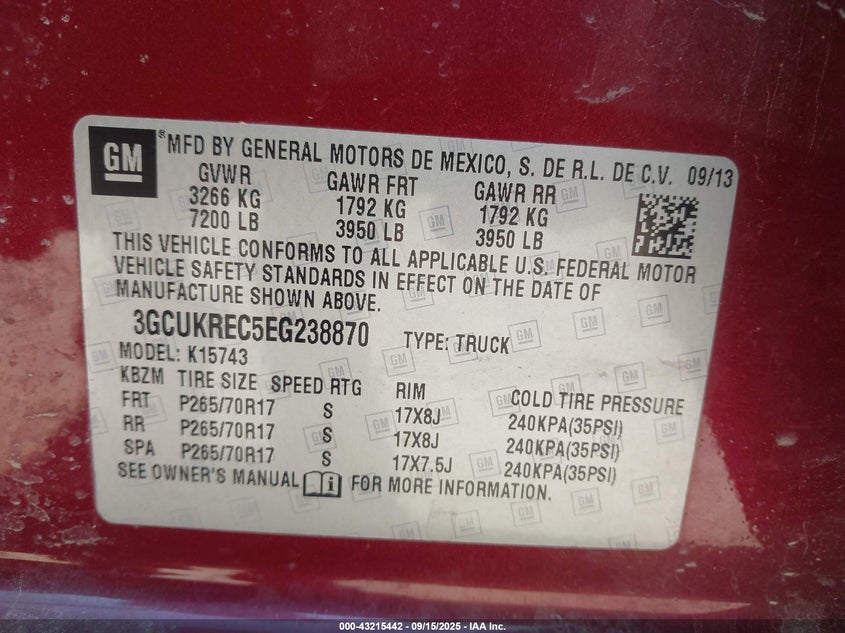 GM ® MFD BY GENERAL MOTORS DE MEXICO, S. DE R.L. DE C.V. 09/13
GVWR GAWR FRT GAWR RR
3266 KG 1792 KG 1792 KG
7200 LB 3950 LB 3950 LB
THIS VEHICLE CONFORMS TO ALL APPLICABLE U.S. FEDERAL MOTOR
VEHICLE SAFETY STANDARDS IN EFFECT ON THE DATE OF
MANUFACTURE SHOWN ABOVE.
3GCUKREC5EG238870 TYPE: TRUCK
MODEL: K15743
KBZM TIRE SIZE SPEED RTG RIM COLD TIRE PRESSURE
FRT P265/70R17 S 17X8J 240KPA(35PSI)
RR P265/70R17 S 17X8J 240KPA(35PSI)
SPA P265/70R17 S 17X7.5J 240KPA(35PSI)
SEE OWNER'S MANUAL i FOR MORE INFORMATION.
000-43215442 - 09/15/2025 - IAA Inc.